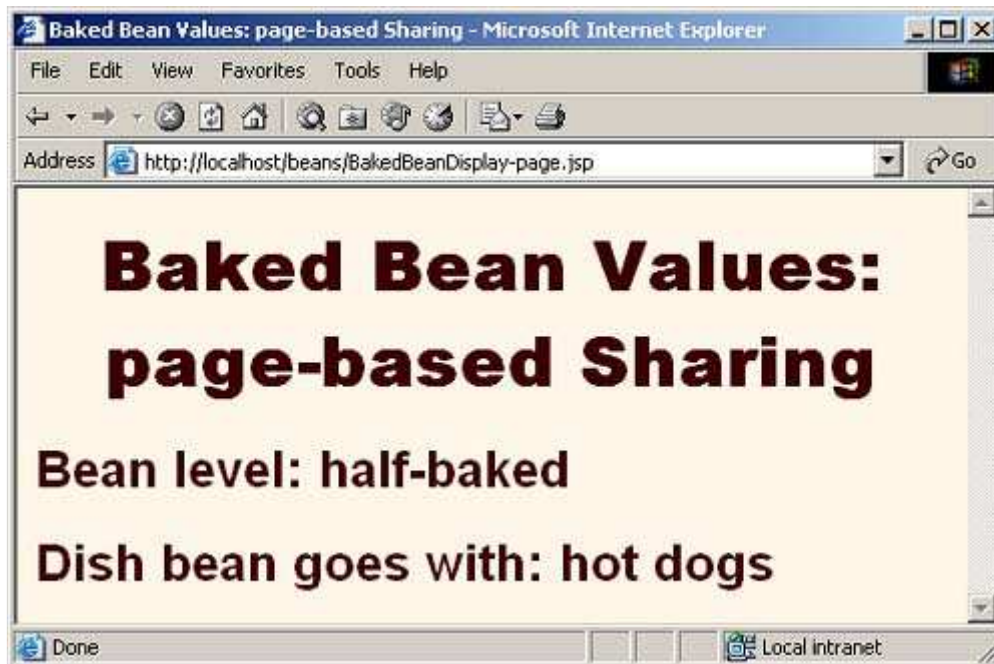 Baked Bean Values: page-based Sharing - Microsoft Internet Explorer
File Edit View Favorites Tools Help
Address http://localhost/beans/BakedBeanDisplay-page.jsp Go
Baked Bean Values:
page-based Sharing
Bean level: half-baked
Dish bean goes with: hot dogs
Done Local intranet